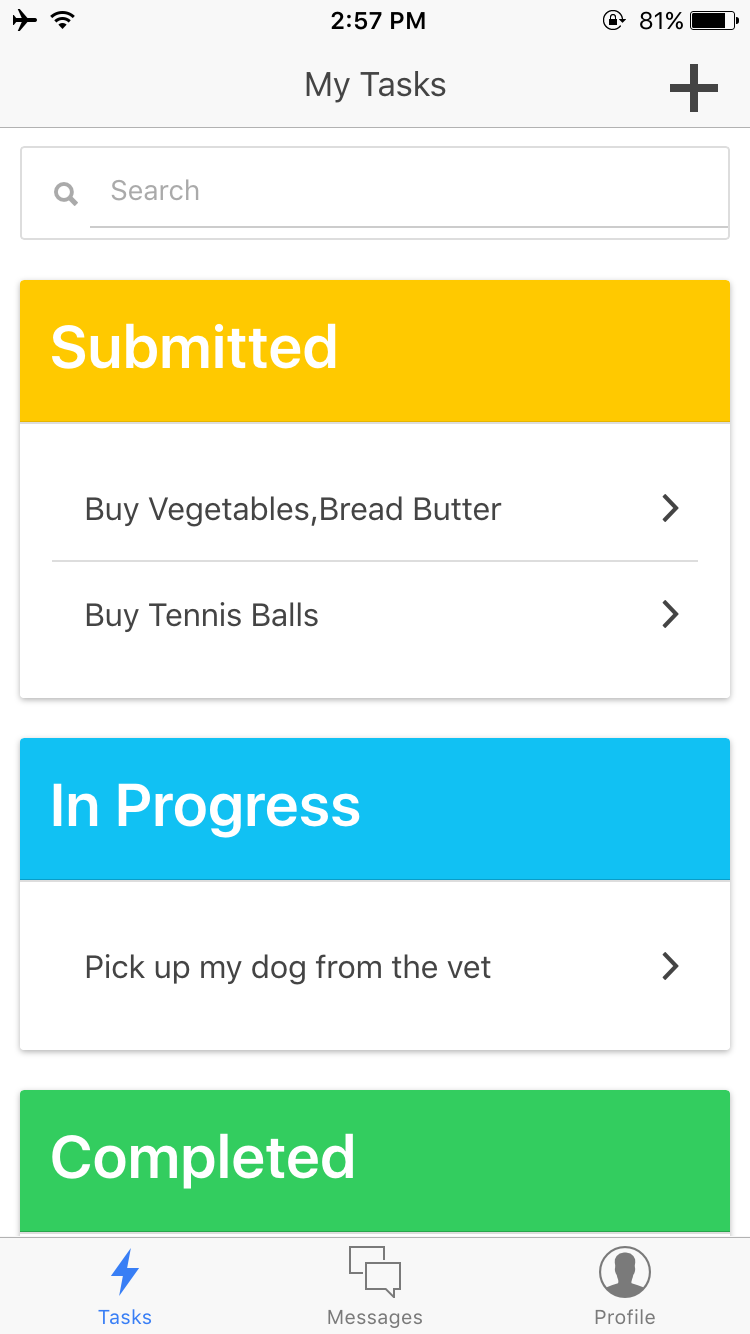 2:57 PM
81%
My Tasks
Search
Submitted
Buy Vegetables,Bread Butter
Buy Tennis Balls
In Progress
Pick up my dog from the vet
Completed
Tasks
Messages
Profile